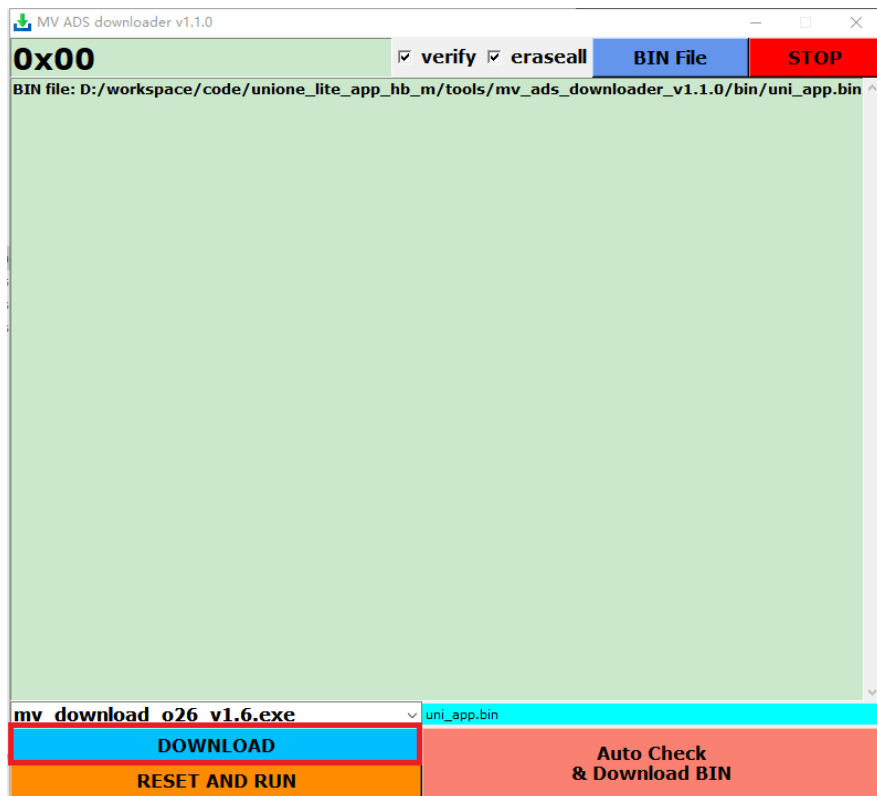 MV ADS downloader v1.1.0
0x00
verify
eraseall
BIN File
STOP
BIN file: D:/workspace/code/unione_lite_app_hb_m/tools/mv_ads_downloader_v1.1.0/bin/uni_app.bin
mv_download_o26_v1.6.exe
uni_app.bin
DOWNLOAD
RESET AND RUN
Auto Check
& Download BIN